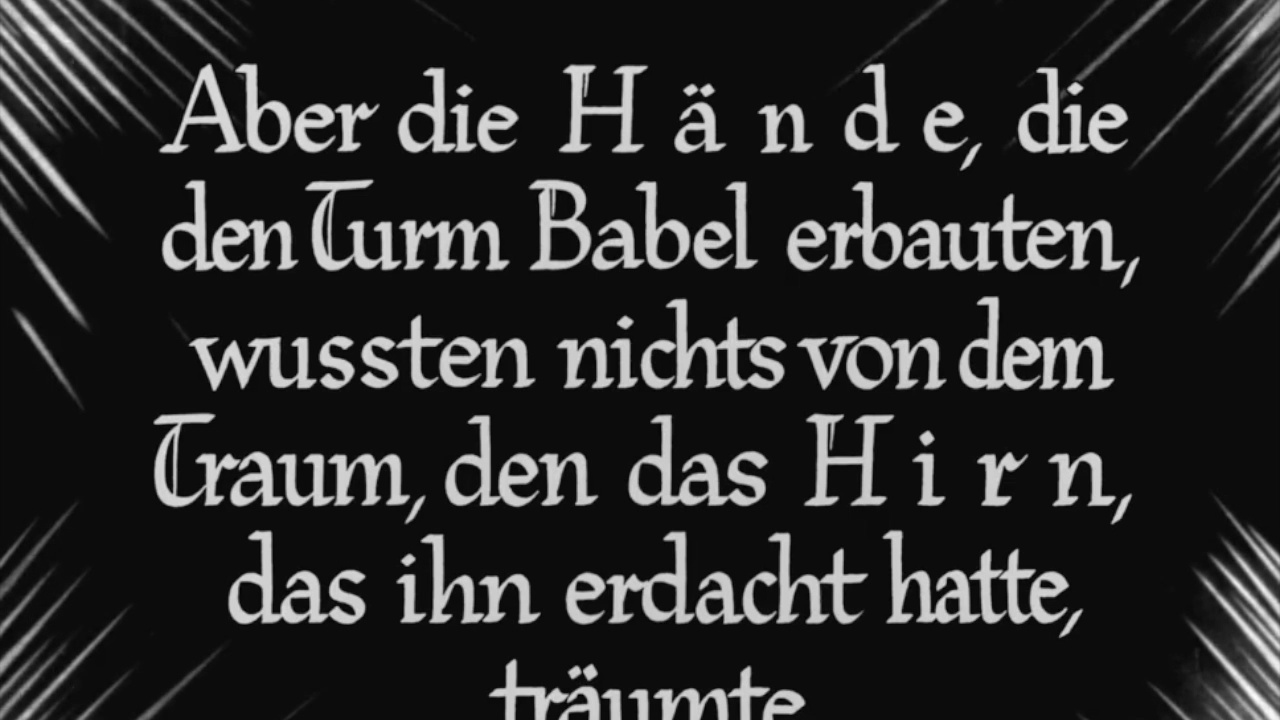 Aber die H ä n d e, die
den Turm Babel erbauten,
wussten nichts von dem
Traum, den das H i r n,
das ihn erdacht hatte,
träumte